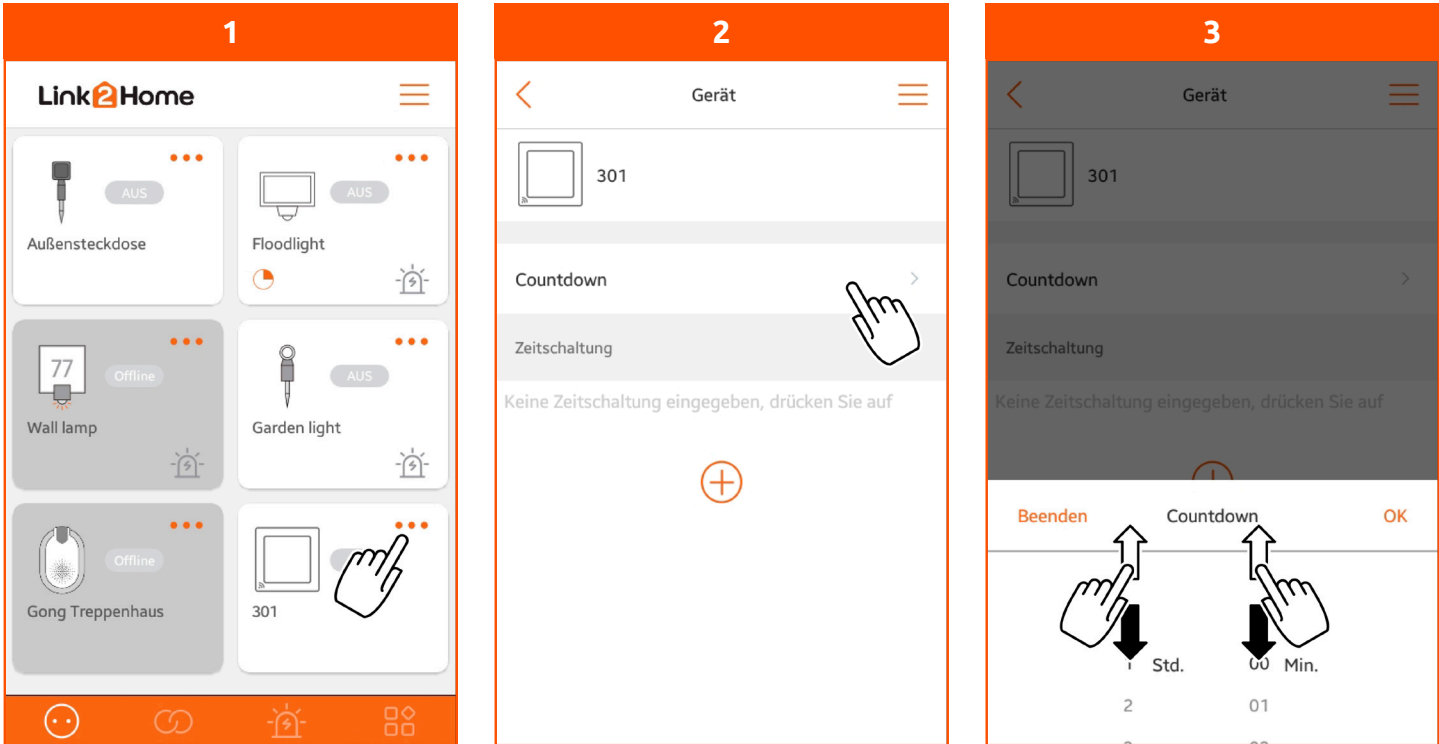 1
Link2Home
AUS
Außensteckdose
AUS
Floodlight
77
Offline
Wall lamp
AUS
Garden light
Offline
Gong Treppenhaus
301
2
Gerät
301
Countdown
Zeitschaltung
Keine Zeitschaltung eingegeben, drücken Sie auf
3
Gerät
301
Countdown
Zeitschaltung
Keine Zeitschaltung eingegeben, drücken Sie auf
Beenden Countdown OK
Std. 00 Min.
2 01